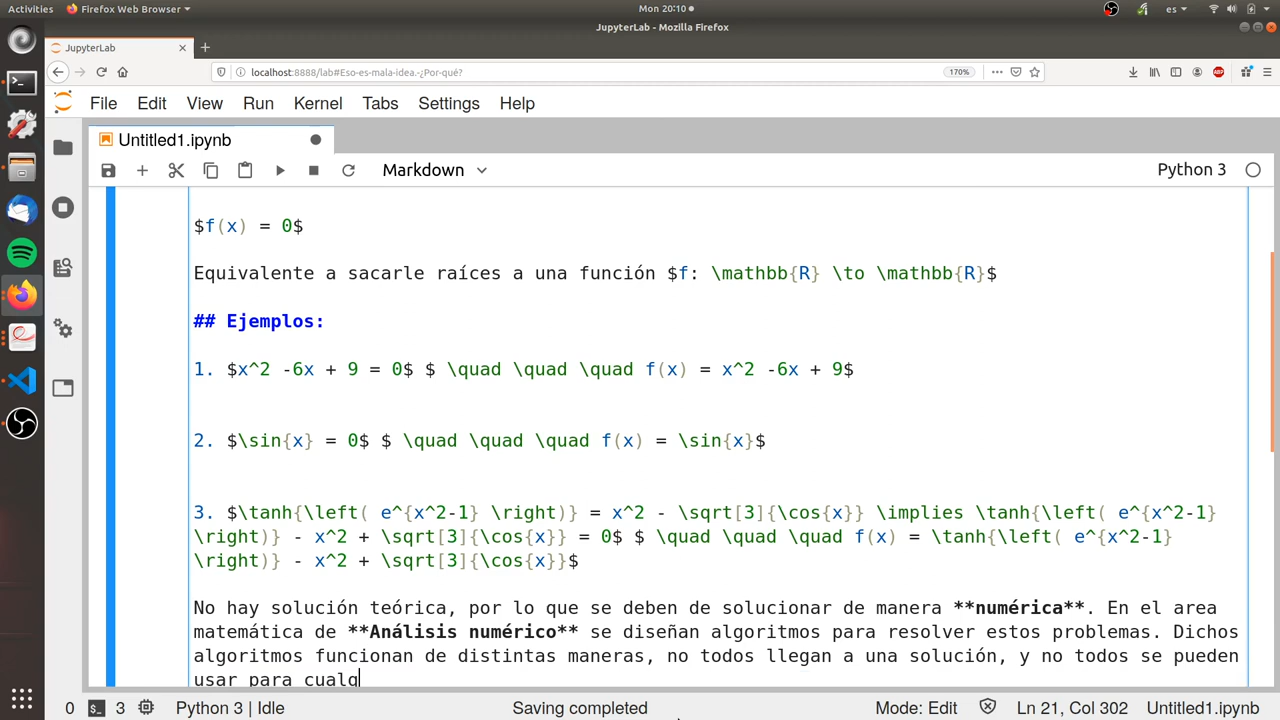 Activities Firefox Web Browser Mon 20:10 es
JupyterLab - Mozilla Firefox
JupyterLab
localhost:8888/lab#Eso-es-mala-idea.-¿Por-qué? 170%
File Edit View Run Kernel Tabs Settings Help
Untitled1.ipynb
Markdown Python 3
$f(x) = 0$
Equivalente a sacarle raíces a una función $f: \mathbb{R} \to \mathbb{R}$
## Ejemplos:
1. $x^2 -6x + 9 = 0$ $ \quad \quad \quad f(x) = x^2 -6x + 9$
2. $\sin{x} = 0$ $ \quad \quad \quad f(x) = \sin{x}$
3. $\tanh{\left( e^{x^2-1} \right)} = x^2 - \sqrt[3]{\cos{x}} \implies \tanh{\left( e^{x^2-1}
\right)} - x^2 + \sqrt[3]{\cos{x}} = 0$ $ \quad \quad \quad f(x) = \tanh{\left( e^{x^2-1}
\right)} - x^2 + \sqrt[3]{\cos{x}}$
No hay solución teórica, por lo que se deben de solucionar de manera **numérica**. En el area
matemática de **Análisis numérico** se diseñan algoritmos para resolver estos problemas. Dichos
algoritmos funcionan de distintas maneras, no todos llegan a una solución, y no todos se pueden
usar para cualq
0 3 Python 3 | Idle Saving completed Mode: Edit Ln 21, Col 302 Untitled1.ipynb